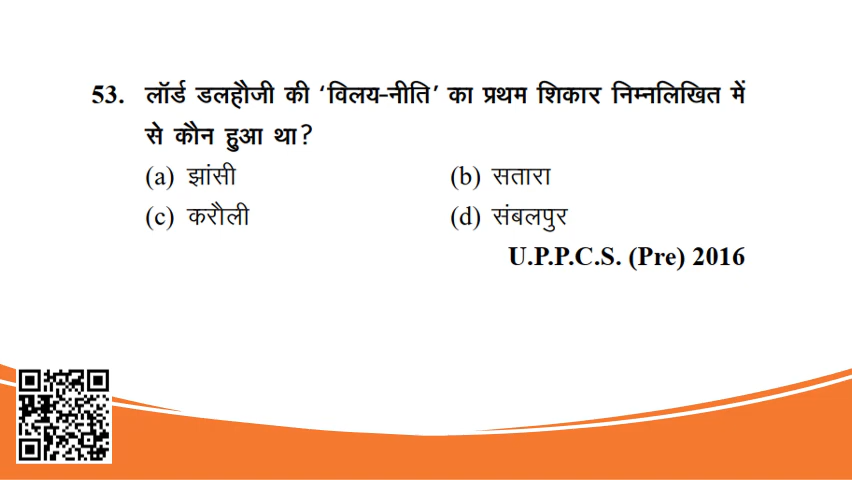 53. लॉर्ड डलहौजी की ‘विलय-नीति’ का प्रथम शिकार निम्नलिखित में
से कौन हुआ था?
(a) झांसी (b) सतारा
(c) करौली (d) संबलपुर
U.P.P.C.S. (Pre) 2016